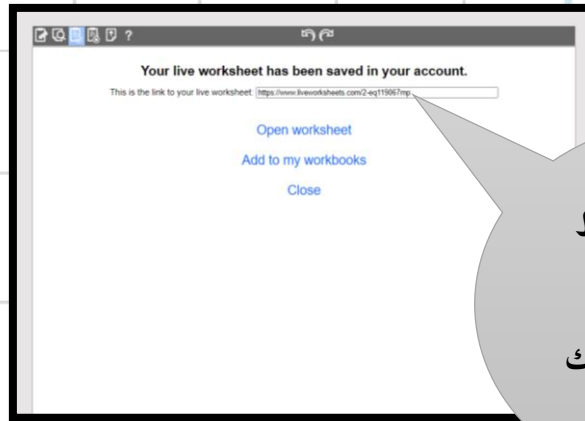 ?
Your live worksheet has been saved in your account.
This is the link to your live worksheet: https://www.liveworksheets.com/2-eq119867mp
Open worksheet
Add to my workbooks
Close